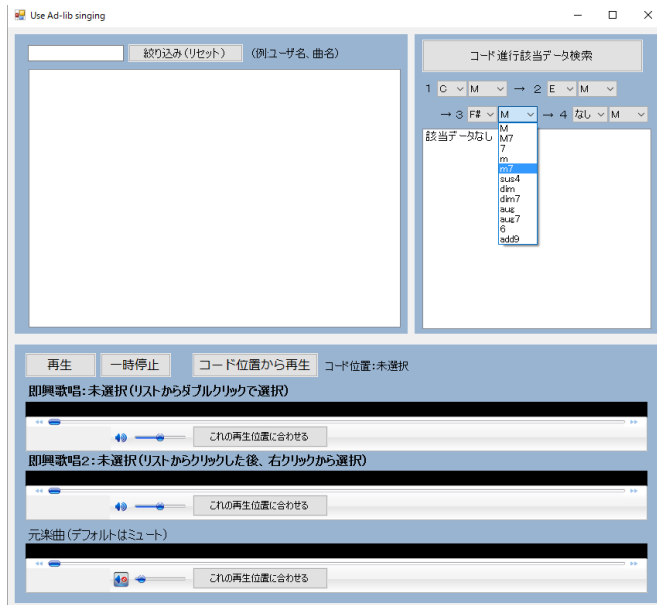 Use Ad-lib singing
絞り込み(リセット) (例:ユーザ名、曲名)
コード進行該当データ検索
1 C M → 2 E M
→ 3 F# M → 4 なし M
該当データなし
M
M7
7
m
m7
sus4
dim
dim7
aug
aug7
6
add9
再生 一時停止 コード位置から再生 コード位置:未選択
即興歌唱:未選択(リストからダブルクリックで選択)
これの再生位置に合わせる
即興歌唱2:未選択(リストからクリックした後、右クリックから選択)
これの再生位置に合わせる
元楽曲(デフォルトはミュート)
これの再生位置に合わせる